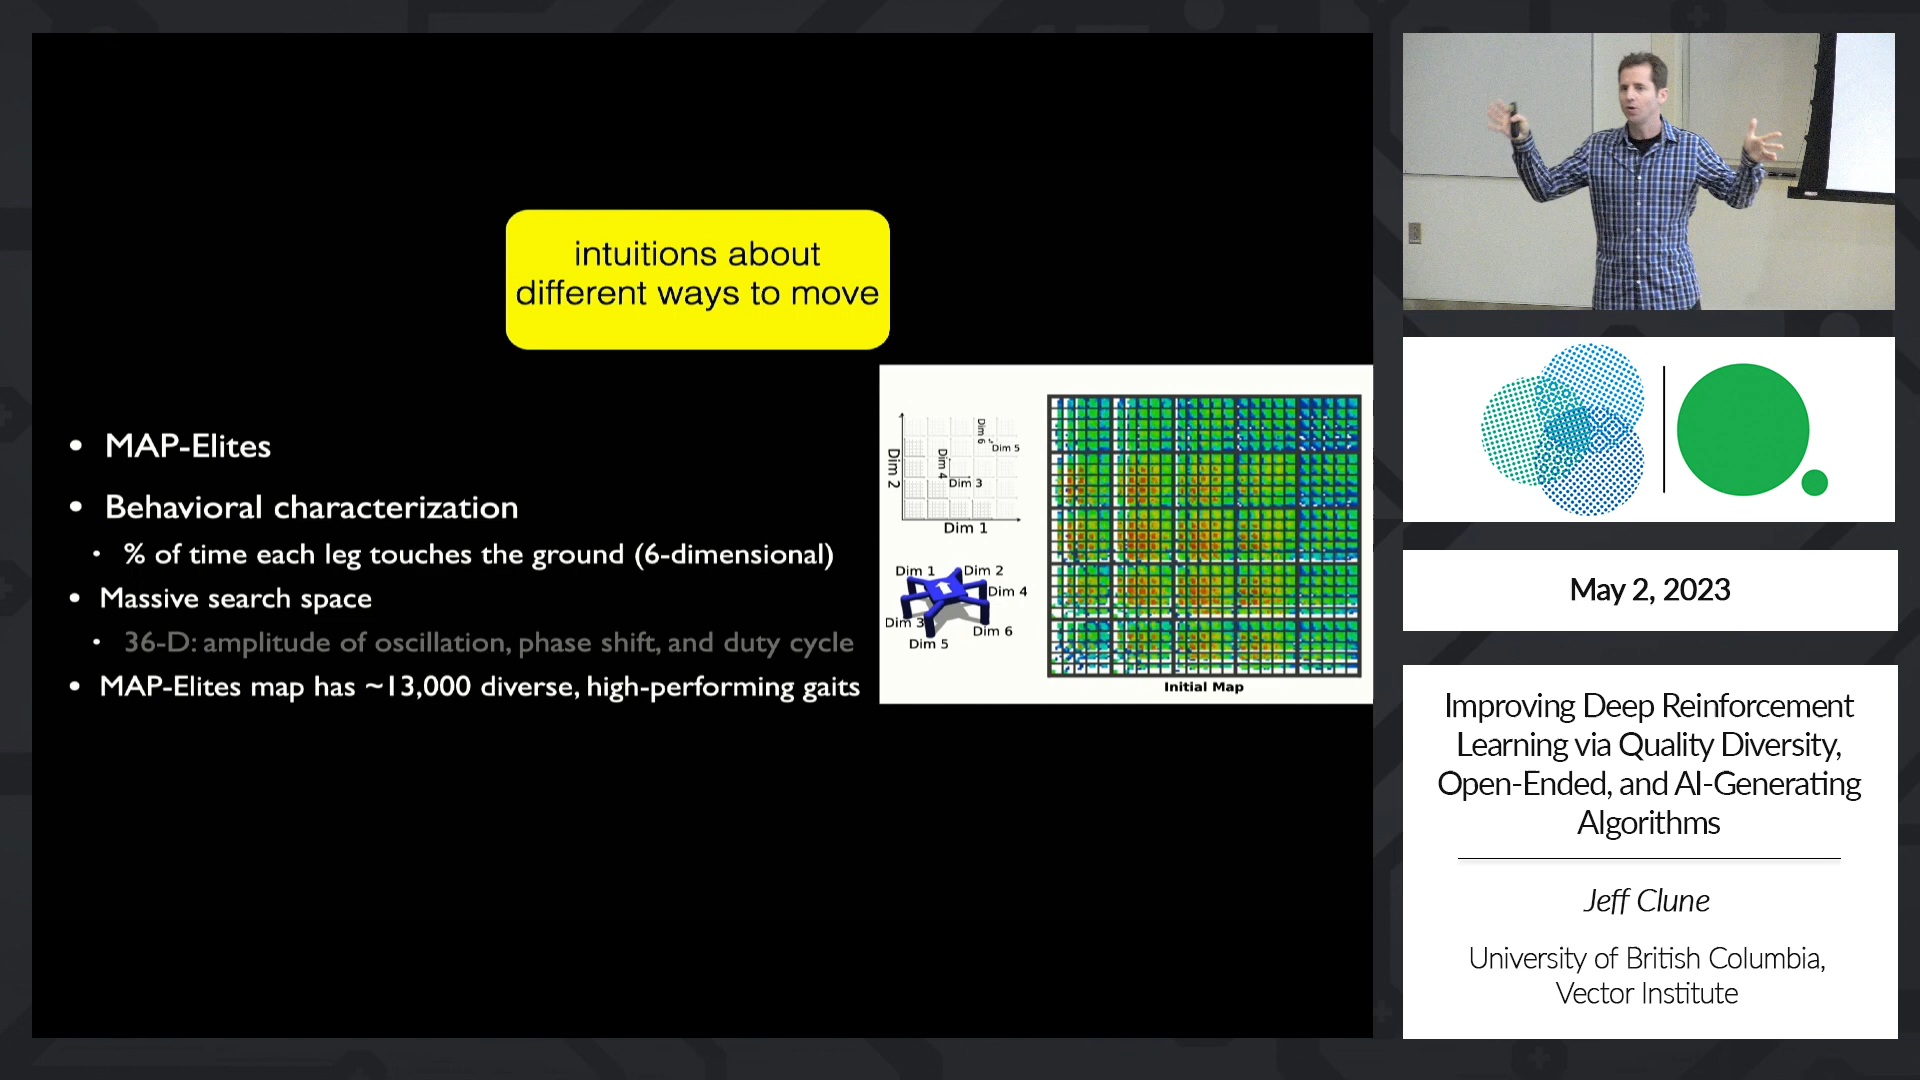 intuitions about
different ways to move
• MAP-Elites
• Behavioral characterization
• % of time each leg touches the ground (6-dimensional)
• Massive search space
• 36-D: amplitude of oscillation, phase shift, and duty cycle
• MAP-Elites map has ~13,000 diverse, high-performing gaits
Dim 2
Dim 6
Dim 5
Dim 4
Dim 3
Dim 1
Dim 1
Dim 2
Dim 4
Dim 3
Dim 6
Dim 5
Initial Map
May 2, 2023
Improving Deep Reinforcement
Learning via Quality Diversity,
Open-Ended, and AI-Generating
Algorithms
Jeff Clune
University of British Columbia,
Vector Institute